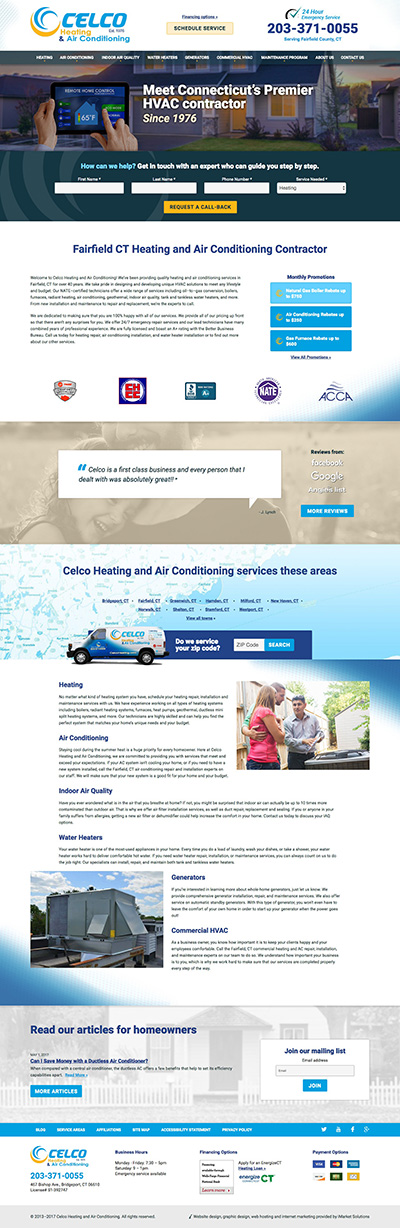 CELCO
Est. 1976
Heating
& Air Conditioning
Financing options »
SCHEDULE SERVICE
24 Hour
Emergency Service
203-371-0055
Serving Fairfield County, CT
HEATING AIR CONDITIONING INDOOR AIR QUALITY WATER HEATERS GENERATORS COMMERCIAL HVAC MAINTENANCE PROGRAM ABOUT US CONTACT US
REMOTE HOME CONTROL
65°F
Meet Connecticut's Premier
HVAC contractor
Since 1976
How can we help? Get in touch with an expert who can guide you step by step.
First Name * Last Name * Phone Number * Service Needed *
Heating
REQUEST A CALL-BACK
Fairfield CT Heating and Air Conditioning Contractor
Welcome to Celco Heating and Air Conditioning! We've been providing quality heating and air conditioning services in
Fairfield, CT for over 40 years. We take pride in designing and developing unique HVAC solutions to meet any lifestyle
and budget. Our NATE-certified technicians offer a wide range of services including oil-to-gas conversion, boilers,
furnaces, radiant heating, air conditioning, geothermal, indoor air quality, tank and tankless water heaters, and more.
From new installation and maintenance to repair and replacement, we're the experts to call.
We are dedicated to making sure that you are 100% happy with all of our services. We provide all of our pricing up front
so that there aren't any surprises for you. We offer 24/7 emergency repair services and our lead technicians have many
combined years of professional experience. We are fully licensed and boast an A+ rating with the Better Business
Bureau. Call us today for heating repair, air conditioning installation, and water heater installation or to find out more
about our other services.
Monthly Promotions
Natural Gas Boiler Rebates up
to $750
Air Conditioning Rebates up
to $250
Gas Furnace Rebate up to
$600
View All Promotions »
NATE
ACCA
Celco is a first class business and every person that I
dealt with was absolutely great!!
- J. Lynch
Reviews from:
facebook
Google
Angie's list
MORE REVIEWS
Celco Heating and Air Conditioning services these areas
Bridgeport, CT • Fairfield, CT • Greenwich, CT • Hamden, CT • Milford, CT • New Haven, CT •
Norwalk, CT • Shelton, CT • Stamford, CT • Westport, CT •
View all towns »
CELCO
Do we service
your zip code?
ZIP Code
SEARCH
Heating
No matter what kind of heating system you have, schedule your heating repair, installation and
maintenance services with us. We have experience working on all types of heating systems
including boilers, radiant heating systems, furnaces, heat pumps, geothermal, ductless mini
split heating systems, and more. Our technicians are highly skilled and can help you find the
perfect system that matches your home's unique needs and your budget.
Air Conditioning
Staying cool during the summer heat is a huge priority for every homeowner. Here at Celco
Heating and Air Conditioning, we are committed to providing you with services that meet and
exceed your expectations. If your AC system isn't cooling your home, or if you need to have a
new system installed, call the Fairfield, CT air conditioning repair and installation experts on
our staff. We will make sure that your new system is a good fit for your home and your budget.
Indoor Air Quality
Have you ever wondered what is in the air that you breathe at home? If not, you might be surprised that indoor air can actually be up to 10 times more
contaminated than outdoor air. That is why we offer air filter installation services, as well as duct repair, replacement and sealing. If you or anyone in your
family suffers from allergies, getting a new air filter or dehumidifier could help increase the comfort in your home. Contact us today to discuss your IAQ
options.
Water Heaters
Your water heater is one of the most-used appliances in your home. Every time you do a load of laundry, wash your dishes, or take a shower, your water
heater works hard to deliver comfortable hot water. If you need water heater repair, installation, or maintenance services, you can always count on us to do
the job right. Our specialists can install, repair, and maintain both tank and tankless water heaters.
Generators
If you're interested in learning more about whole home generators, just let us know. We
provide comprehensive generator installation, repair, and maintenance services. We also offer
service on automatic standby generators. With this type of generator, you won't even have to
leave the comfort of your own home in order to start up your generator when the power goes
out!
Commercial HVAC
As a business owner, you know how important it is to keep your clients happy and your
employees comfortable. Call the Fairfield, CT commercial heating and AC repair, installation,
and maintenance experts on our team to do so. We understand how important your business
is to you, which is why we work hard to make sure that our services are completed properly
every step of the way.
Read our articles for homeowners
MAY 1, 2017
Can I Save Money with a Ductless Air Conditioner?
When compared with a central air conditioner, the ductless AC offers a few benefits that help to set its efficiency
capabilities apart. Read More »
MORE ARTICLES
Join our mailing list
Email address
Email
JOIN
BLOG SERVICE AREAS AFFILIATIONS SITE MAP ACCESSIBILITY STATEMENT PRIVACY POLICY
CELCO
Heating
& Air Conditioning
203-371-0055
467 Bishop Ave, Bridgeport, CT 06610
License# S1-390747
Business Hours
Monday - Friday 7:30 – 5pm
Saturday 9 – 1pm
Emergency service available
Financing Options
Financing
available through
Wells Fargo Financial
National Bank
Learn more
Apply for an EnergizeCT
Heating Loan »
energize CT
Payment Options
VISA
© 2013 - 2017 Celco Heating and Air Conditioning. All rights reserved.
Website design, graphic design, web hosting and internet marketing provided by iMarket Solutions